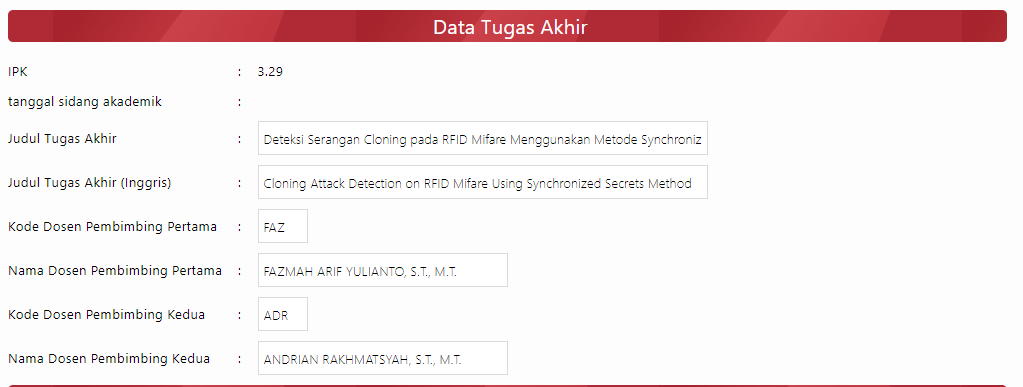 Data Tugas Akhir
IPK : 3.29
tanggal sidang akademik :
Judul Tugas Akhir : Deteksi Serangan Cloning pada RFID Mifare Menggunakan Metode Synchroniz
Judul Tugas Akhir (Inggris) : Cloning Attack Detection on RFID Mifare Using Synchronized Secrets Method
Kode Dosen Pembimbing Pertama : FAZ
Nama Dosen Pembimbing Pertama : FAZMAH ARIF YULIANTO, S.T., M.T.
Kode Dosen Pembimbing Kedua : ADR
Nama Dosen Pembimbing Kedua : ANDRIAN RAKHMATSYAH, S.T., M.T.